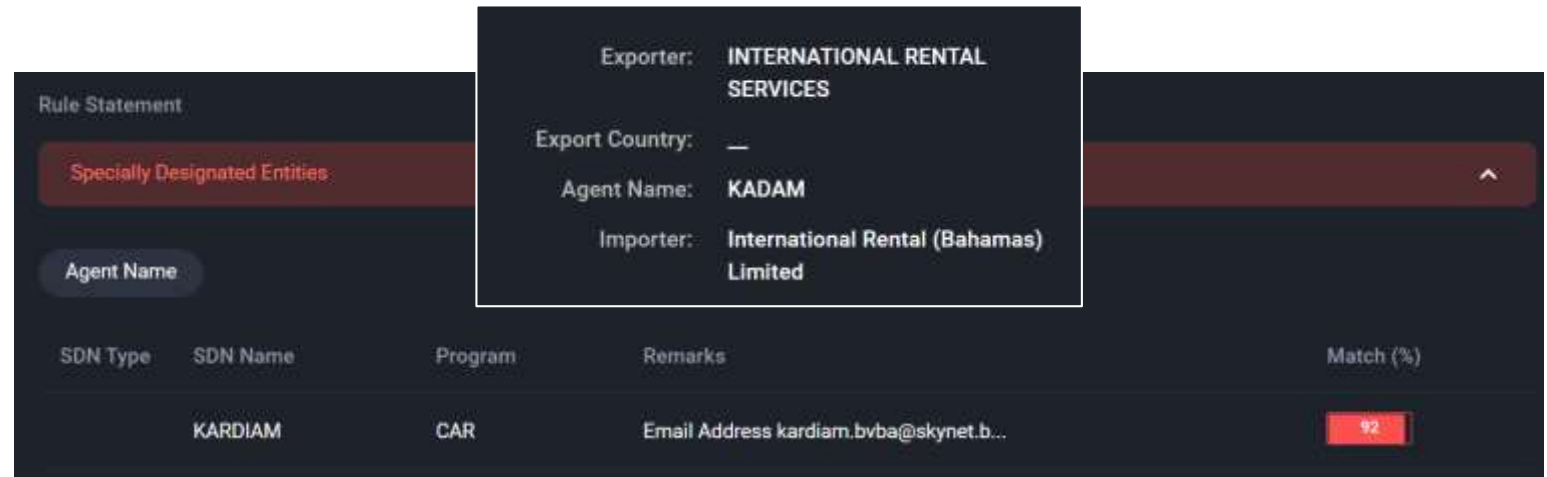 Exporter: INTERNATIONAL RENTAL
SERVICES
Export Country: __
Agent Name: KADAM
Importer: International Rental (Bahamas)
Limited
Rule Statement
Specially Designated Entities
Agent Name
SDN Type SDN Name Program Remarks Match (%)
KARDIAM CAR Email Address kardiam.bvba@skynet.b... 92